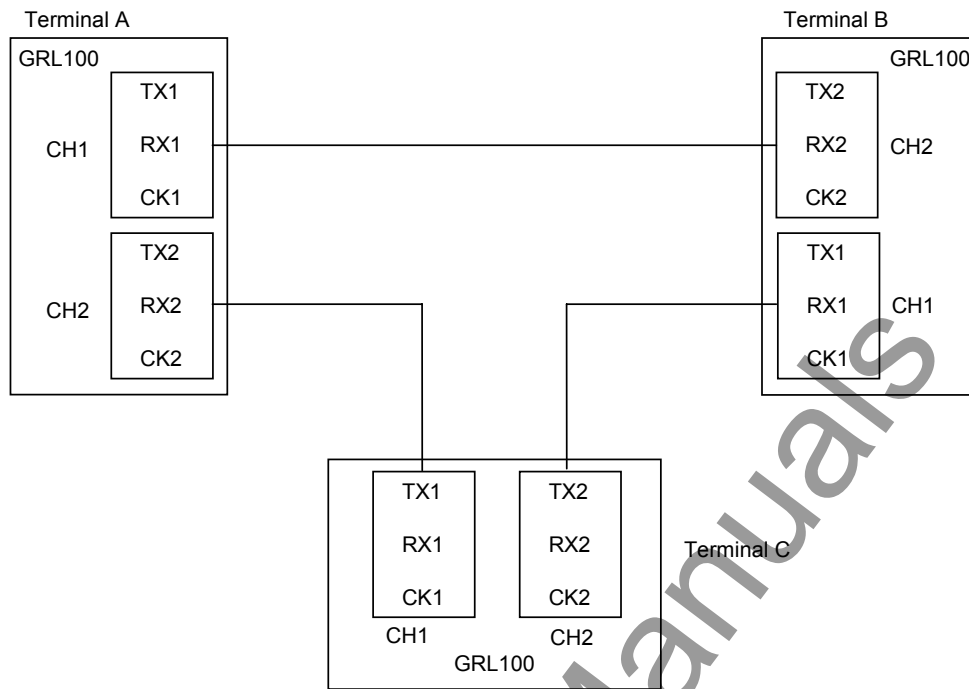 Terminal A
Terminal B
GRL100
GRL100
TX1
RX1
CK1
CH1
TX2
RX2
CK2
CH2
TX2
RX2
CK2
CH2
TX1
RX1
CK1
CH1
TX1
RX1
CK1
CH1
TX2
RX2
CK2
CH2
GRL100
Terminal C
Manuals